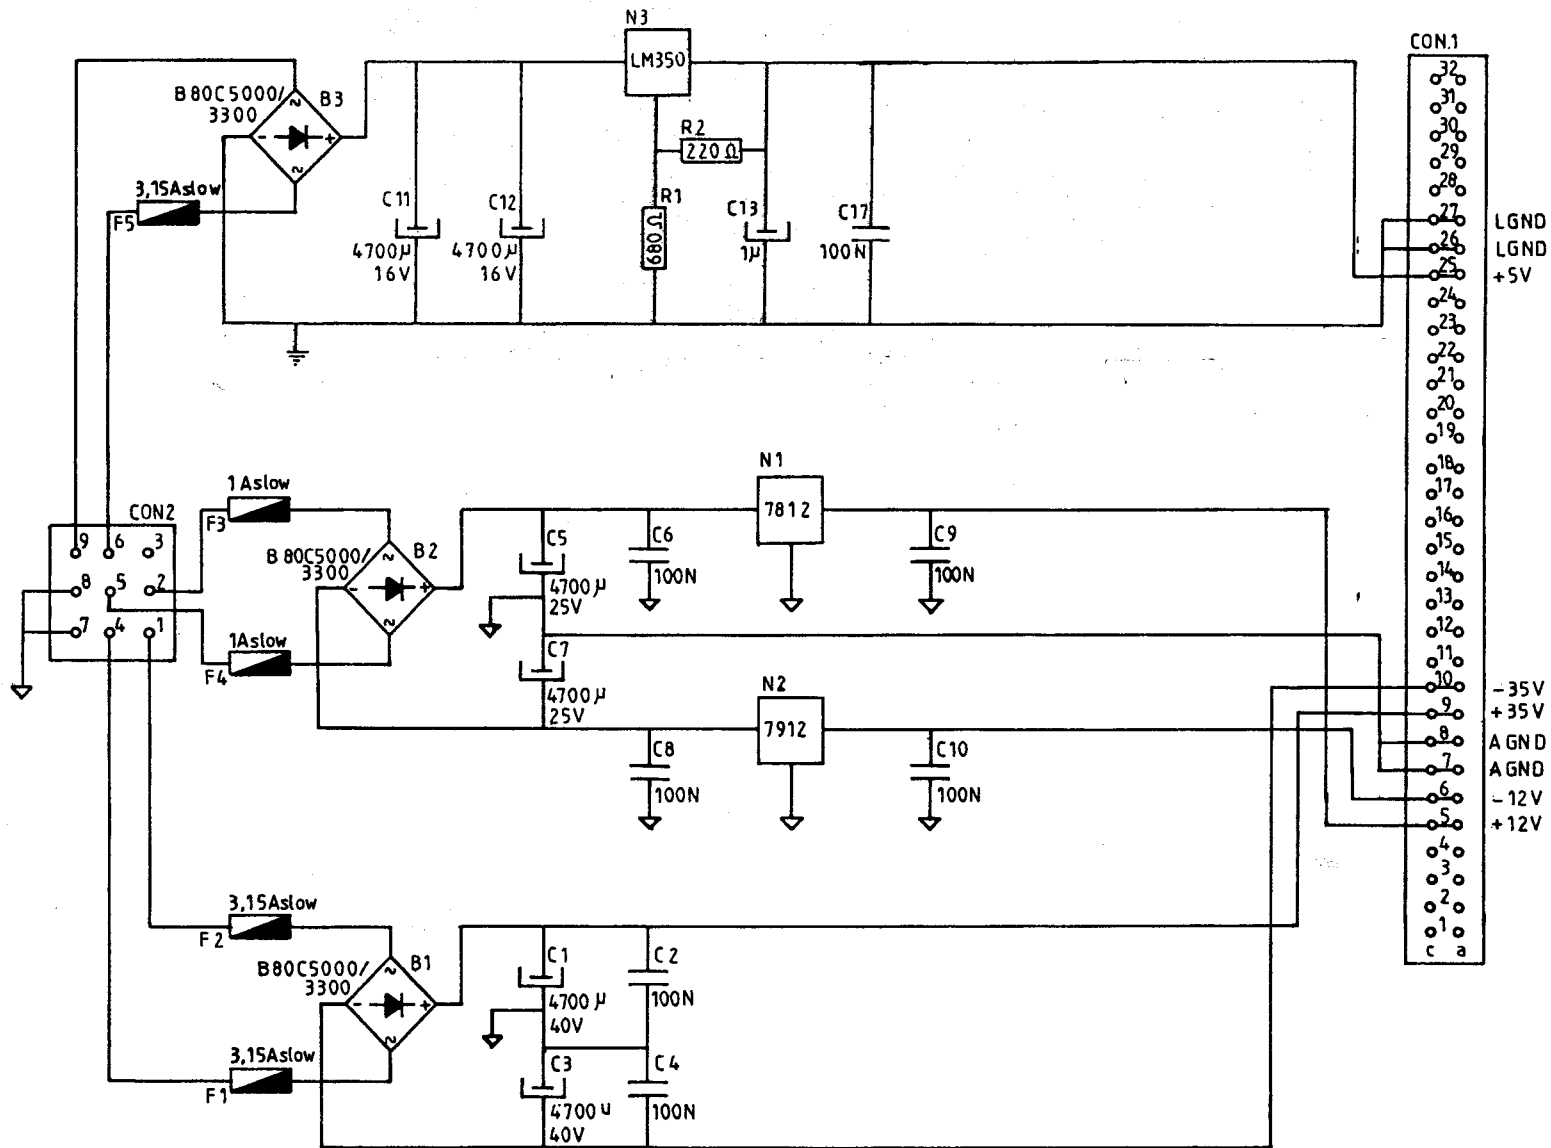 N3
LM350
CON.1
B80C5000/
3300
B3
~
-
+
~
R2
220 Ω
3,15Aslow
F5
C11
4700µ
16V
C12
4700µ
16V
R1
680 Ω
C13
1µ
C17
100N
32
31
30
29
28
27 LGND
26 LGND
25 +5V
24
23
22
21
20
19
18
17
16
15
14
13
12
11
10 -35V
9 +35V
8 AGND
7 AGND
6 -12V
5 +12V
4
3
2
1
c a
CON2
9 6 3
8 5 2
7 4 1
1Aslow
F3
B80C5000/
3300
B2
~
-
+
~
1Aslow
F4
C5
4700µ
25V
C6
100N
N1
7812
C9
100N
C7
4700µ
25V
C8
100N
N2
7912
C10
100N
3,15Aslow
F2
B80C5000/
3300
B1
~
-
+
~
3,15Aslow
F1
C1
4700µ
40V
C2
100N
C3
4700u
40V
C4
100N